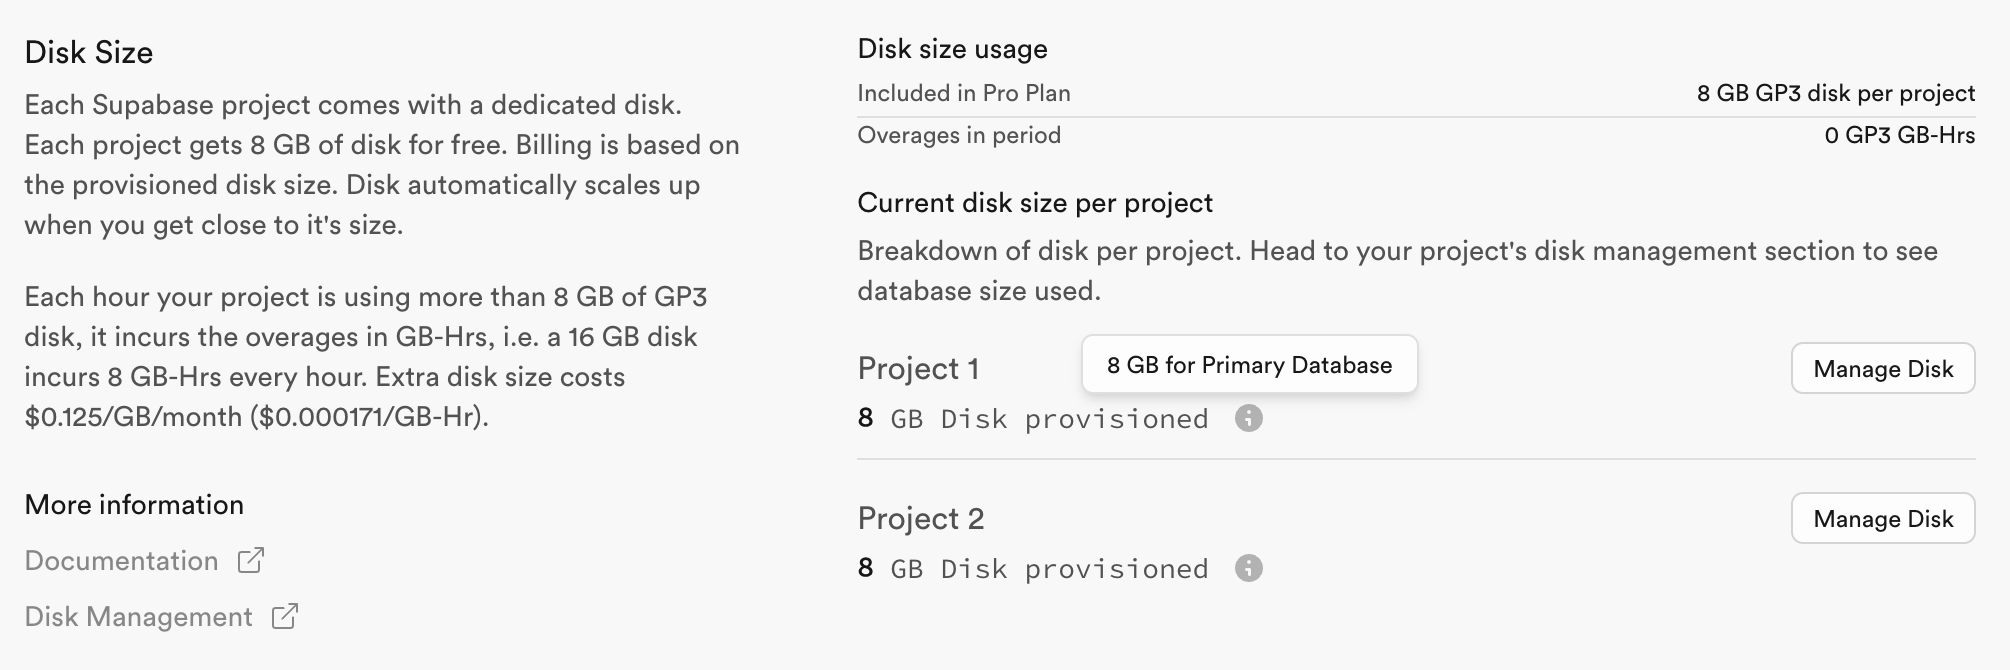 Disk Size
Each Supabase project comes with a dedicated disk.
Each project gets 8 GB of disk for free. Billing is based on
the provisioned disk size. Disk automatically scales up
when you get close to it's size.
Each hour your project is using more than 8 GB of GP3
disk, it incurs the overages in GB-Hrs, i.e. a 16 GB disk
incurs 8 GB-Hrs every hour. Extra disk size costs
$0.125/GB/month ($0.000171/GB-Hr).
More information
Documentation
Disk Management
Disk size usage
Included in Pro Plan 8 GB GP3 disk per project
Overages in period 0 GP3 GB-Hrs
Current disk size per project
Breakdown of disk per project. Head to your project's disk management section to see
database size used.
Project 1 8 GB for Primary Database Manage Disk
8 GB Disk provisioned
Project 2 Manage Disk
8 GB Disk provisioned